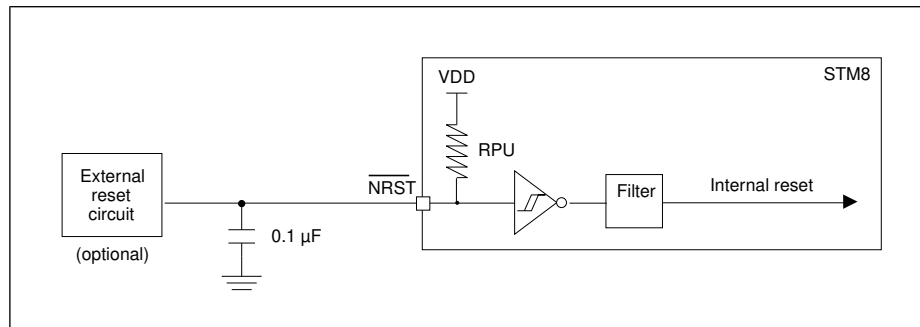 STM8
VDD
RPU
External
reset
circuit
(optional)
NRST
0.1 µF
Filter
Internal reset